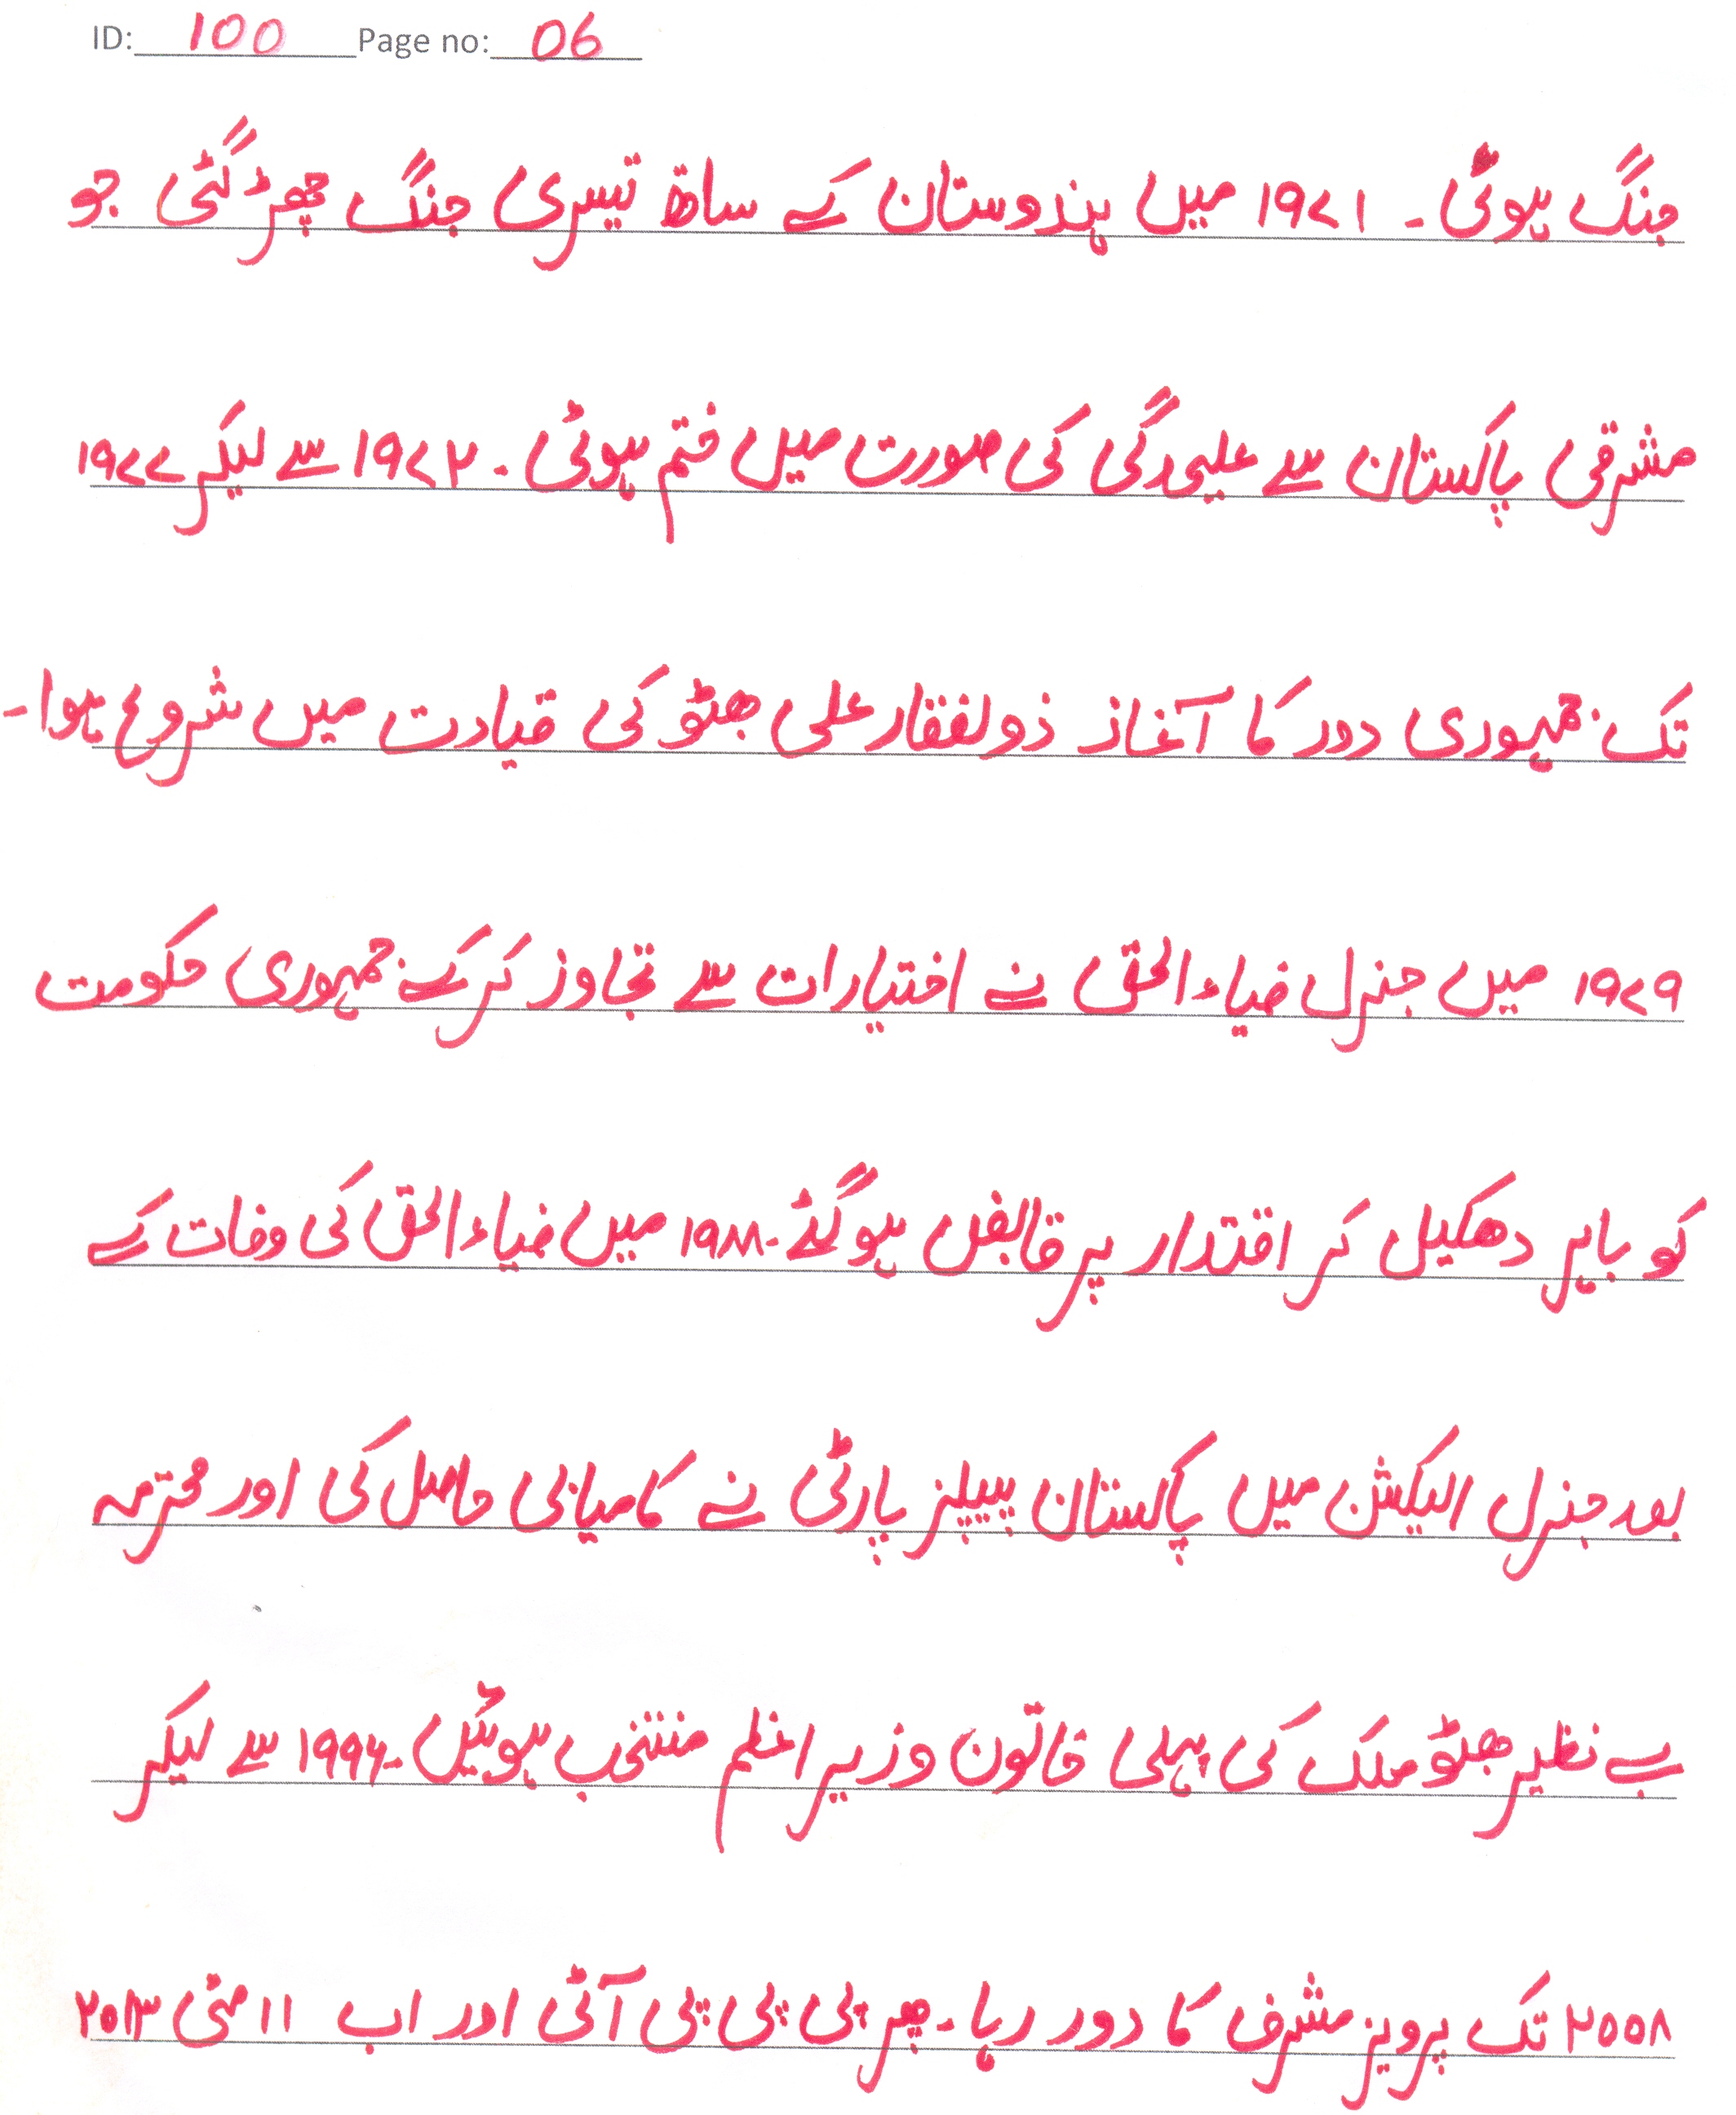 ID: 100 Page no: 06
جنگ ہوئی۔ ۱۹۷۱ میں ہندوستان کے ساتھ تیسری جنگ چھڑ گئی جو
مشرقی پاکستان سے علیحدگی کی صورت میں ختم ہوئی۔ ۱۹۷۲ سے لیکر ۱۹۷۷
تک جمہوری دور کا آغاز ذولفقار علی بھٹو کی قیادت میں شروع ہوا۔
۱۹۷۹ میں جنرل ضیاء الحق نے اختیارات سے تجاوز کر کے جمہوری حکومت
کو باہر دھکیل کر اقتدار پر قابض ہو گئے۔ ۱۹۸۸ میں ضیاء الحق کی وفات کے
بعد جنرل الیکشن میں پاکستان پیپلز پارٹی نے کامیابی حاصل کی اور محترمہ
بے نظیر بھٹو ملک کی پہلی خاتون وزیر اعظم منتخب ہوئیں۔ ۱۹۹۶ سے لیکر
۲۰۰۸ تک پرویز مشرف کا دور رہا۔ پھر پی پی پی آئی اور اب ۱۱ مئی ۲۰۱۳